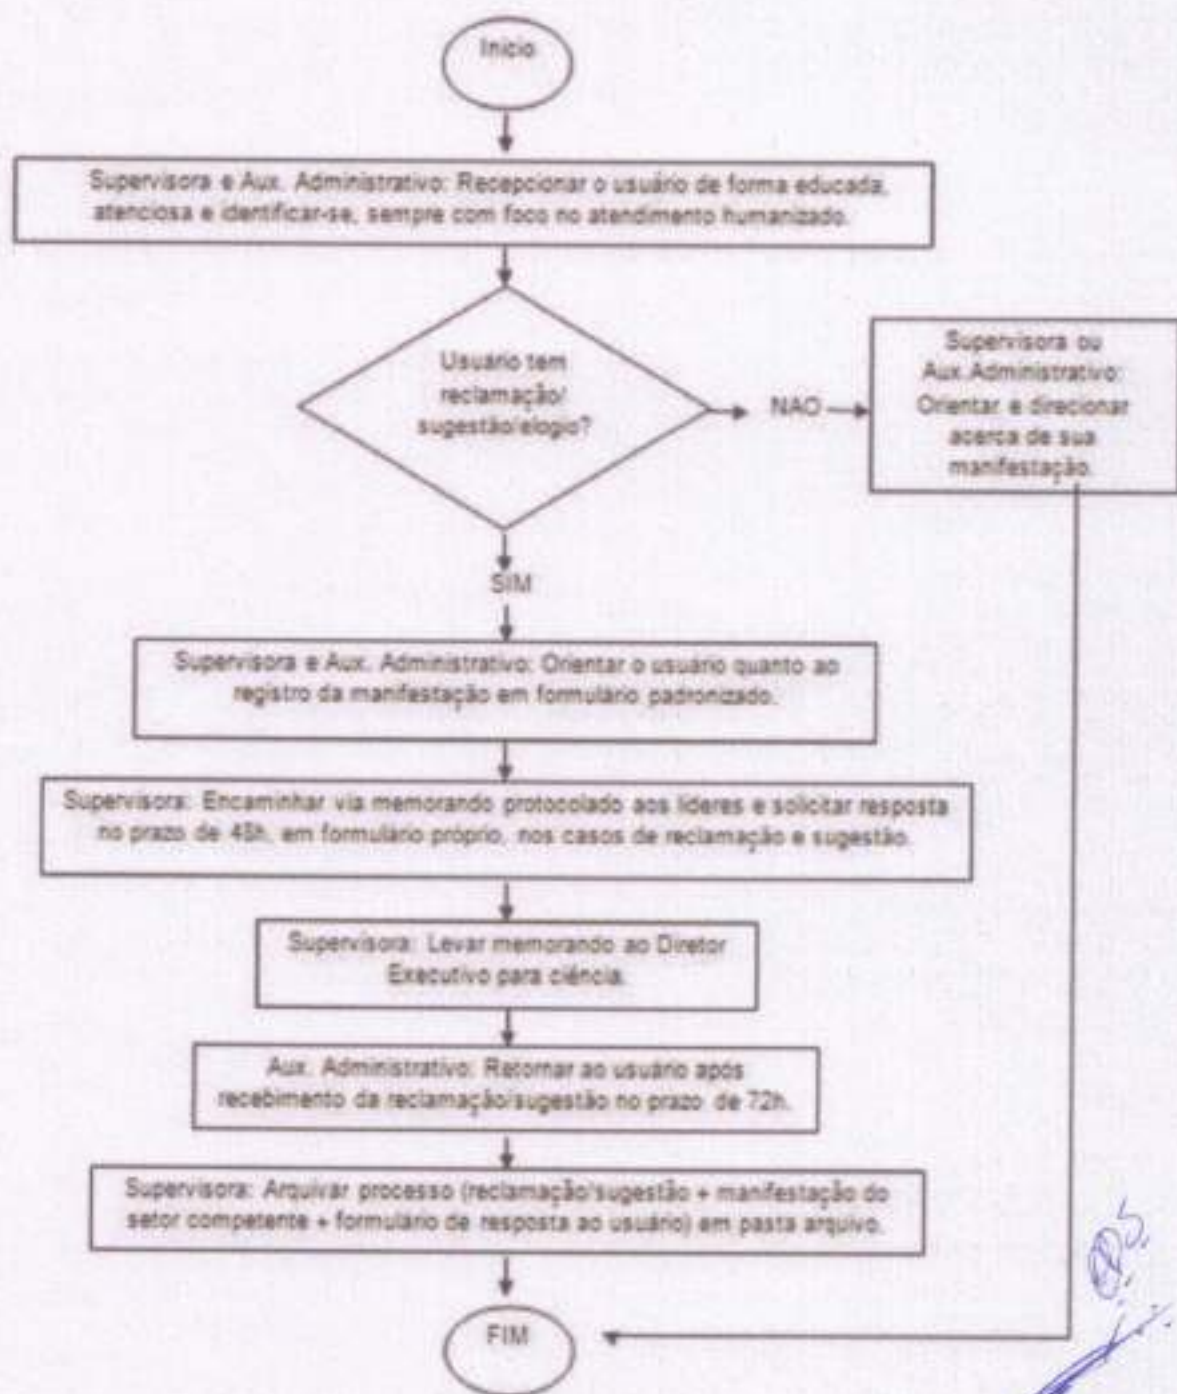 Inicio
Supervisora e Aux. Administrativo: Recepcionar o usuário de forma educada,
atenciosa e identificar-se, sempre com foco no atendimento humanizado.
Usuário tem
reclamação/
sugestão/elogio?
NAO
Supervisora ou
Aux.Administrativo:
Orientar e direcionar
acerca de sua
manifestação.
SIM
Supervisora e Aux. Administrativo: Orientar o usuário quanto ao
registro da manifestação em formulário padronizado.
Supervisora: Encaminhar via memorando protocolado aos líderes e solicitar resposta
no prazo de 48h, em formulário próprio, nos casos de reclamação e sugestão.
Supervisora: Levar memorando ao Diretor
Executivo para ciência.
Aux. Administrativo: Retornar ao usuário após
recebimento da reclamação/sugestão no prazo de 72h.
Supervisora: Arquivar processo (reclamação/sugestão + manifestação do
setor competente + formulário de resposta ao usuário) em pasta arquivo.
FIM